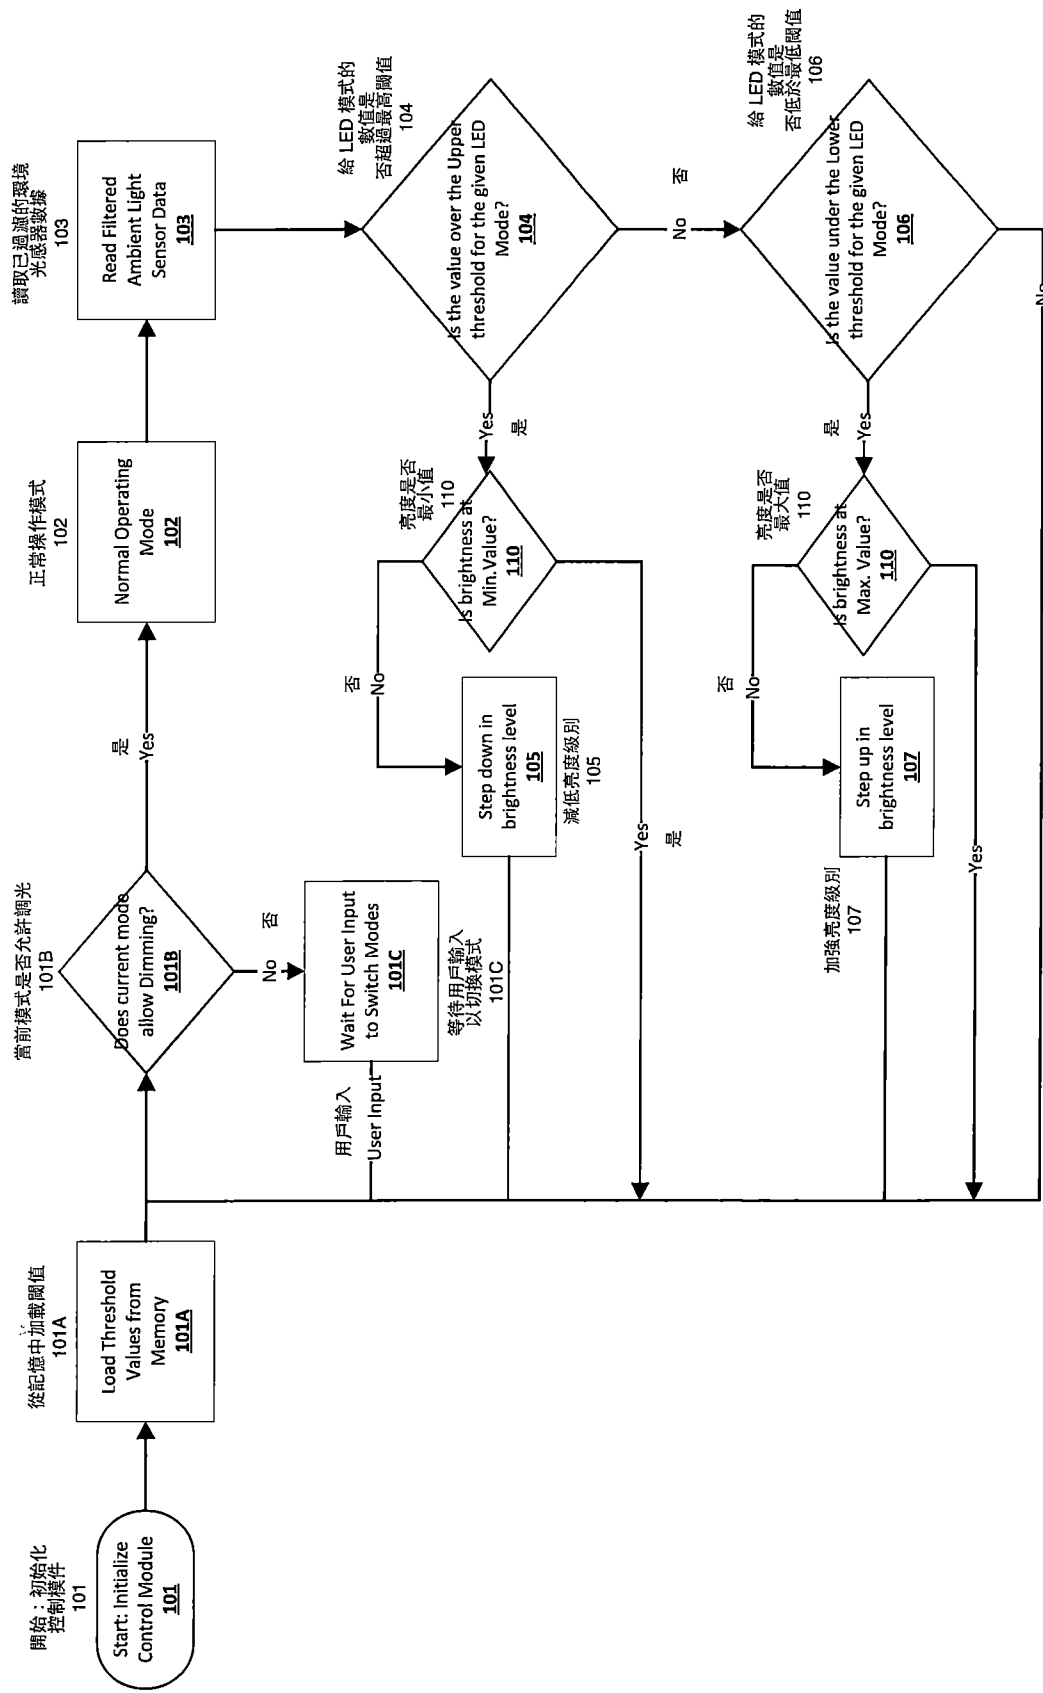 開始：初始化
控制模件
101
Start: Initialize
Control Module
101
從記憶中加載閾值
101A
Load Threshold
Values from
Memory
101A
當前模式是否允許調光
101B
Does current mode
allow Dimming?
101B
是
Yes
否
No
正常操作模式
102
Normal Operating
Mode
102
讀取已過濾的環境
光感器數據
103
Read Filtered
Ambient Light
Sensor Data
103
用戶輸入
User Input
Wait For User Input
to Switch Modes
101C
等待用戶輸入
以切換模式
101C
給 LED 模式的
數值是
否超過最高閾值
104
Is the value over the Upper
threshold for the given LED
Mode?
104
Yes
是
No
否
亮度是否
最小值
110
Is brightness at
Min.Value?
110
否
No
Step down in
brightness level
105
減低亮度級別
105
Yes
是
給 LED 模式的
數值是
否低於最低閾值
106
Is the value under the Lower
threshold for the given LED
Mode?
106
是
Yes
No
亮度是否
最大值
110
Is brightness at
Max. Value?
110
否
No
Step up in
brightness level
107
加強亮度級別
107
Yes